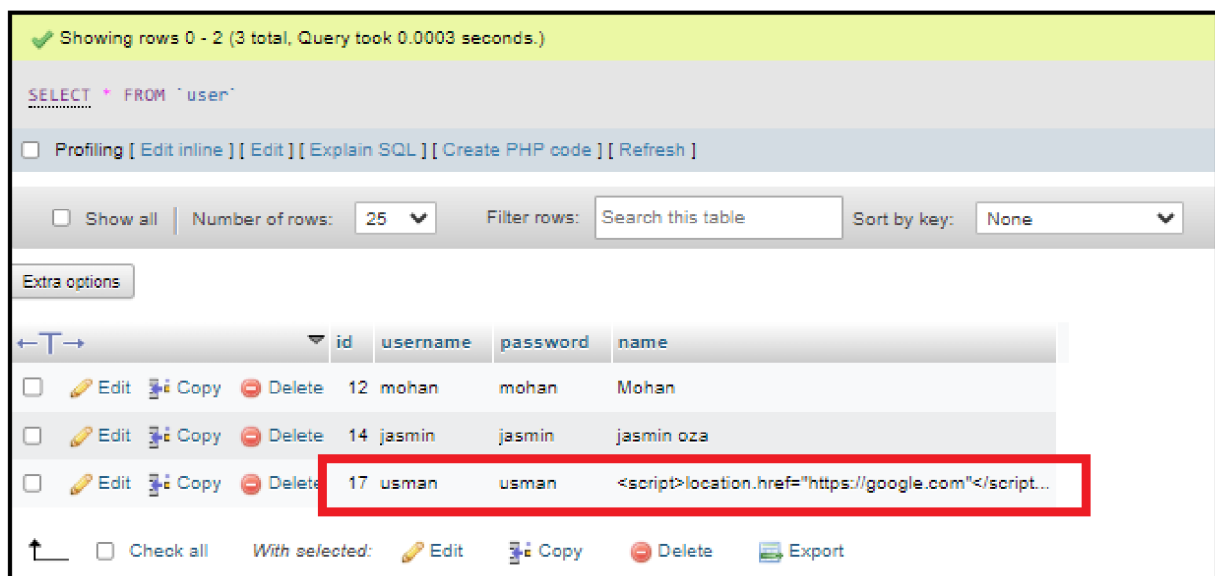 Showing rows 0 - 2 (3 total, Query took 0.0003 seconds.)
SELECT * FROM `user`
Profiling [ Edit inline ] [ Edit ] [ Explain SQL ] [ Create PHP code ] [ Refresh ]
Show all | Number of rows: 25 Filter rows: Search this table Sort by key: None
Extra options
←T→ id username password name
Edit Copy Delete 12 mohan mohan Mohan
Edit Copy Delete 14 jasmin jasmin jasmin oza
Edit Copy Delete 17 usman usman <script>location.href="https://google.com"</script...
Check all With selected: Edit Copy Delete Export